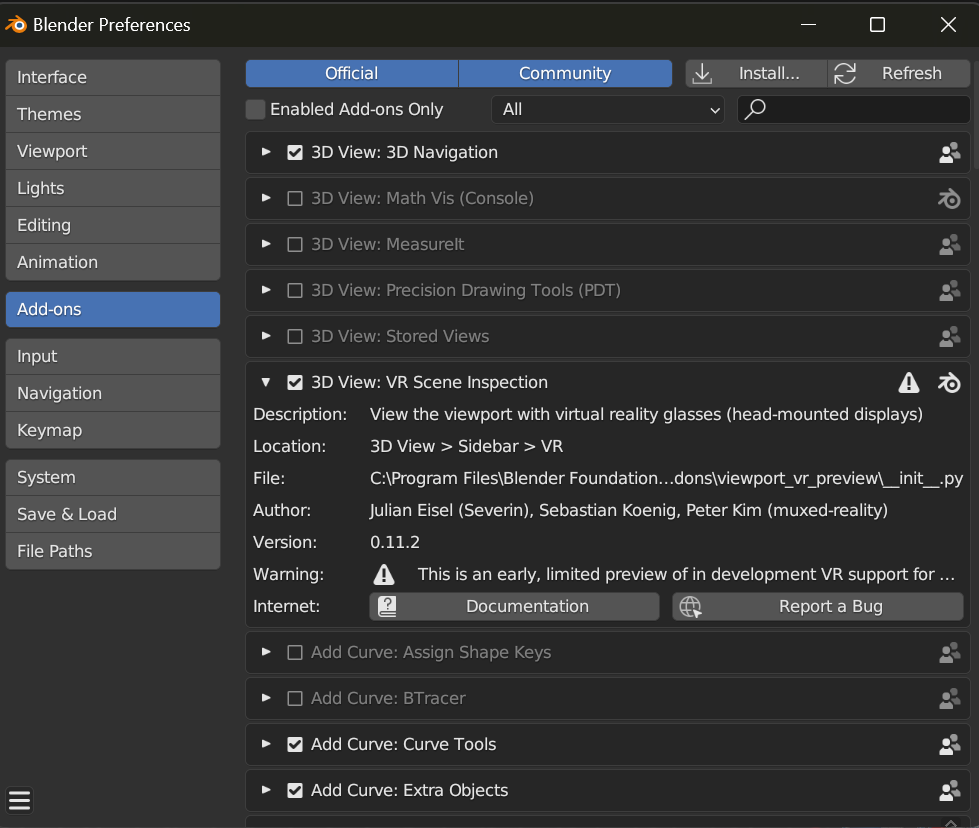 Blender Preferences
Interface
Themes
Viewport
Lights
Editing
Animation
Add-ons
Input
Navigation
Keymap
System
Save & Load
File Paths
Official Community Install... Refresh
Enabled Add-ons Only All
3D View: 3D Navigation
3D View: Math Vis (Console)
3D View: MeasureIt
3D View: Precision Drawing Tools (PDT)
3D View: Stored Views
3D View: VR Scene Inspection
Description: View the viewport with virtual reality glasses (head-mounted displays)
Location: 3D View > Sidebar > VR
File: C:\Program Files\Blender Foundation...dons\viewport_vr_preview\__init__.py
Author: Julian Eisel (Severin), Sebastian Koenig, Peter Kim (muxed-reality)
Version: 0.11.2
Warning: This is an early, limited preview of in development VR support for ...
Internet: Documentation Report a Bug
Add Curve: Assign Shape Keys
Add Curve: BTracer
Add Curve: Curve Tools
Add Curve: Extra Objects